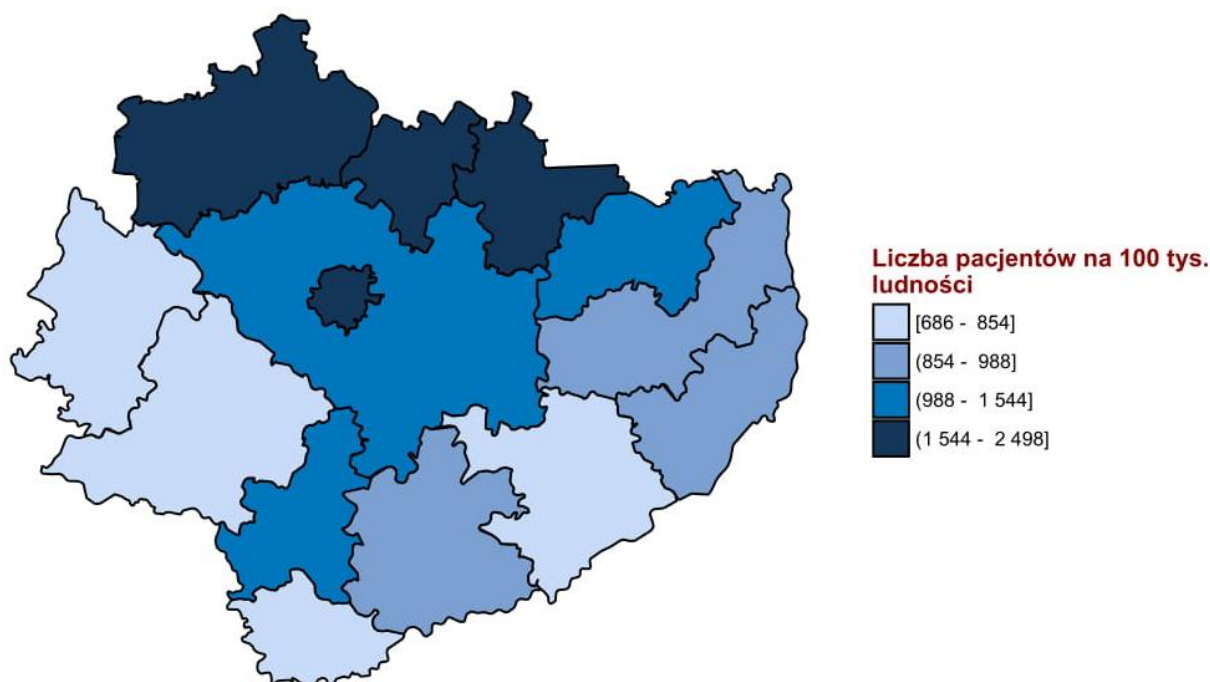 Liczba pacjentów na 100 tys.
ludności
[686 - 854]
(854 - 988]
(988 - 1 544]
(1 544 - 2 498]